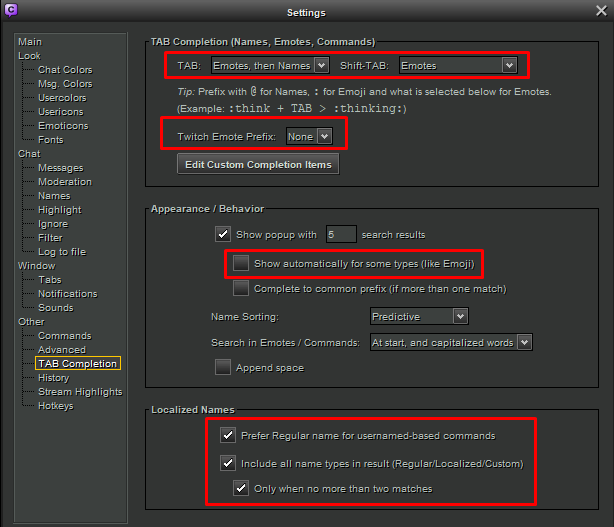 Settings
Main
Look
Chat Colors
Msg. Colors
Usercolors
Usericons
Emoticons
Fonts
Chat
Messages
Moderation
Names
Highlight
Ignore
Filter
Log to file
Window
Tabs
Notifications
Sounds
Other
Commands
Advanced
TAB Completion
History
Stream Highlights
Hotkeys
TAB Completion (Names, Emotes, Commands)
TAB: Emotes, then Names Shift-TAB: Emotes
Tip: Prefix with @ for Names, : for Emoji and what is selected below for Emotes.
(Example: :think + TAB > :thinking:)
Twitch Emote Prefix: None
Edit Custom Completion Items
Appearance / Behavior
Show popup with 5 search results
Show automatically for some types (like Emoji)
Complete to common prefix (if more than one match)
Name Sorting: Predictive
Search in Emotes / Commands: At start, and capitalized words
Append space
Localized Names
Prefer Regular name for usernamed-based commands
Include all name types in result (Regular/Localized/Custom)
Only when no more than two matches